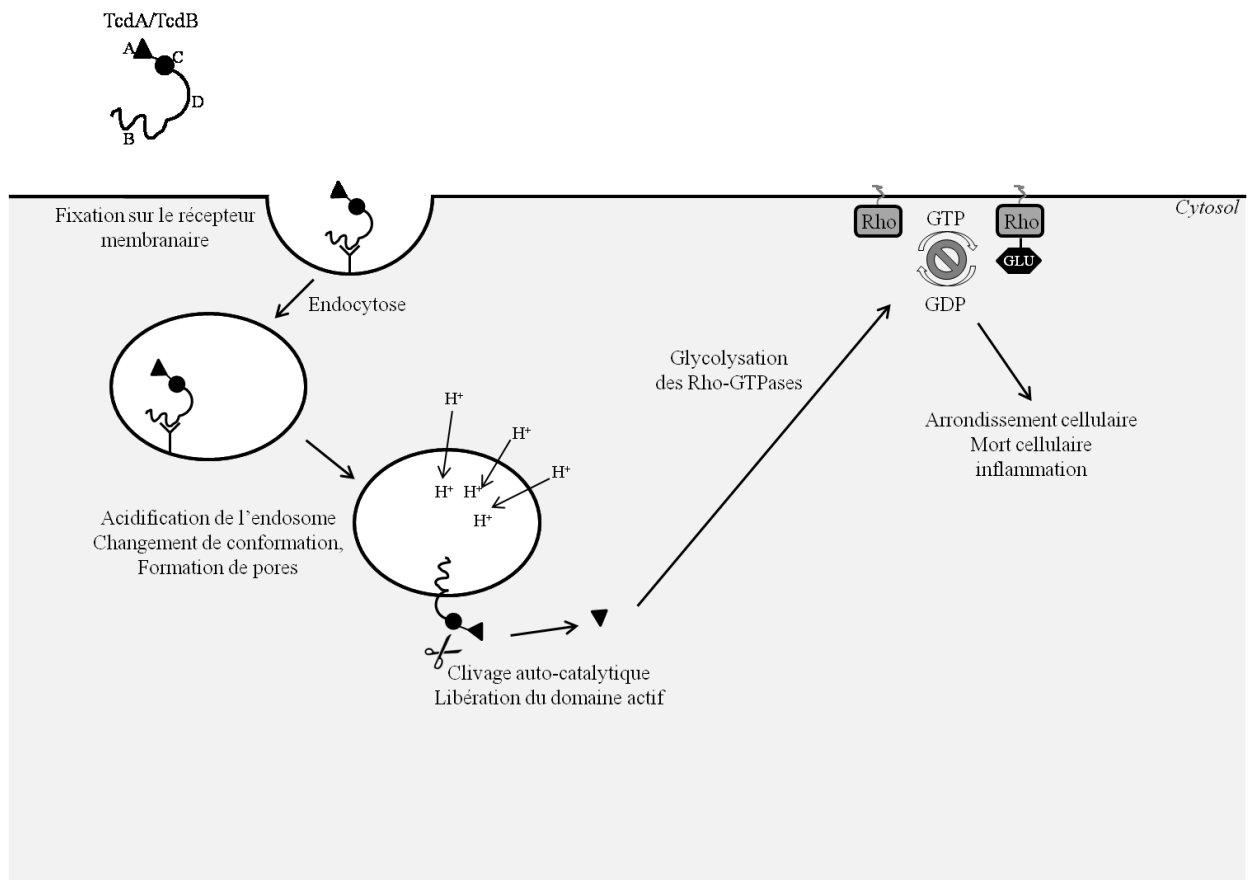 TcdA/TcdB
A
C
D
B
Fixation sur le récepteur
membranaire
Endocytose
Acidification de l'endosome
Changement de conformation,
Formation de pores
H⁺
H⁺
H⁺
H⁺ H⁺
H⁺
Clivage auto-catalytique
Libération du domaine actif
Glycolysation
des Rho-GTPases
Rho
GTP
GDP
Rho
GLU
Cytosol
Arrondissement cellulaire
Mort cellulaire
inflammation